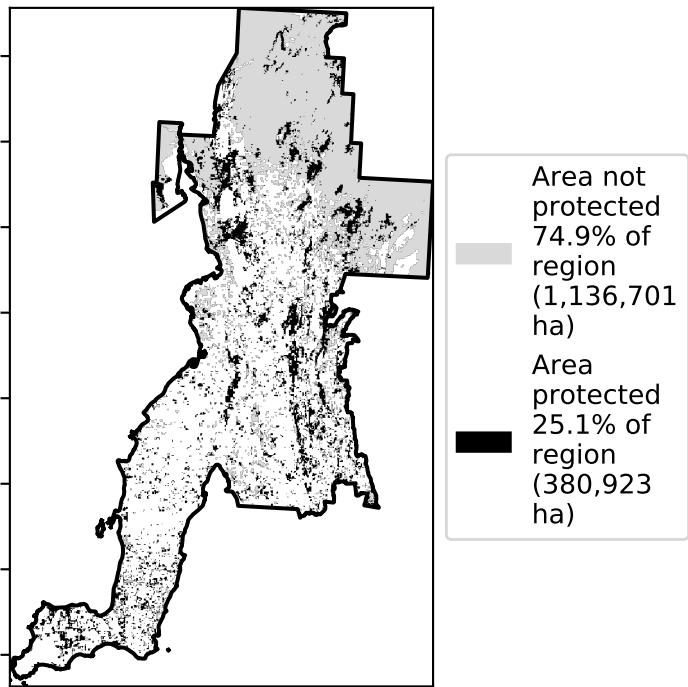 Area not
protected
74.9% of
region
(1,136,701
ha)
Area
protected
25.1% of
region
(380,923
ha)